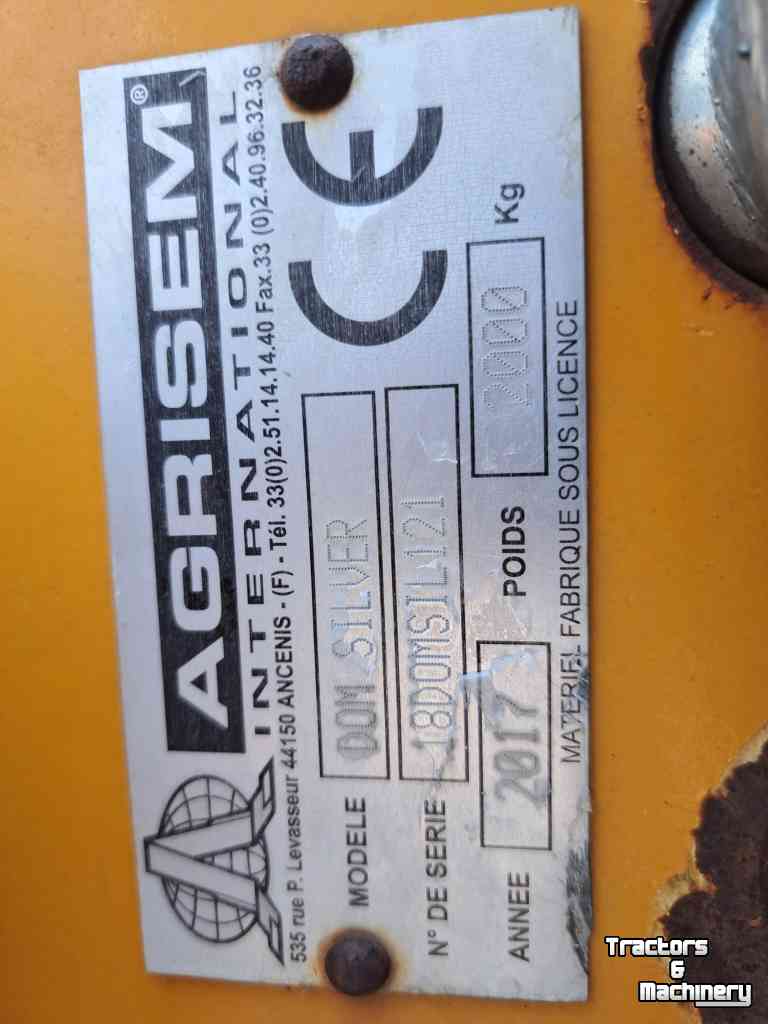 AGRISEM®
INTERNATIONAL
535 rue P. Levasseur 44150 ANCENIS - (F) - Tél. 33(0)2.51.14.14.40 Fax.33 (0)2.40.96.32.36
MODELE DOM SILVER
N° DE SERIE 18DOMSIL121
ANNEE 2017 POIDS 2000 Kg
CE
MATERIEL FABRIQUE SOUS LICENCE
Tractors
&
Machinery